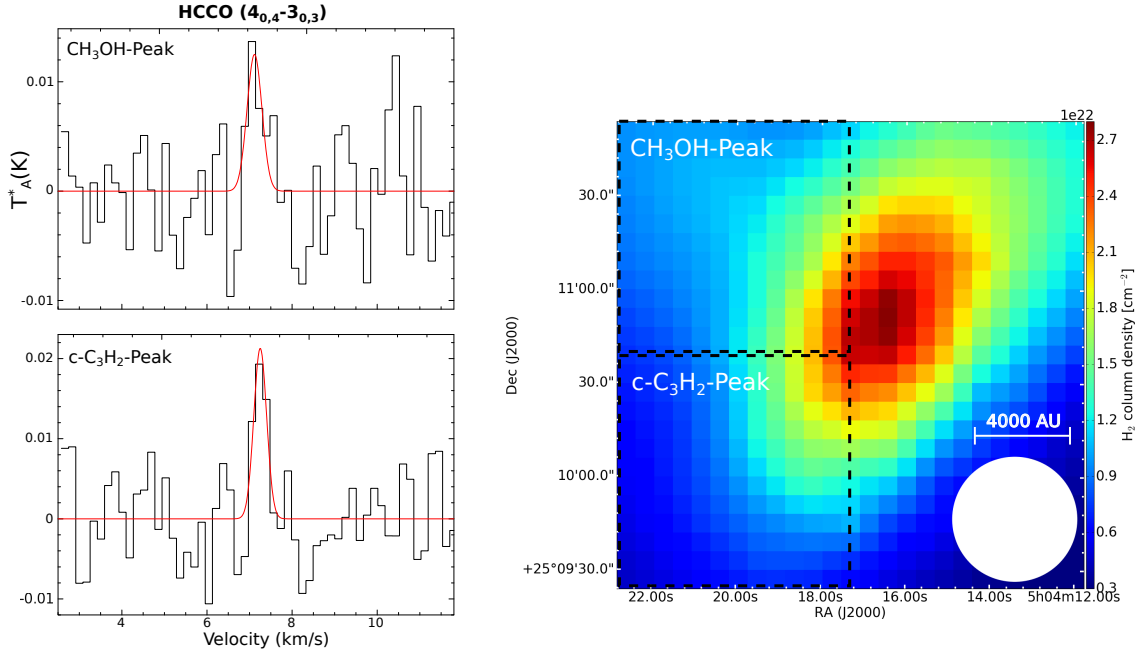 HCCO (4₀,₄-3₀,₃)
CH₃OH-Peak
0.01
0
-0.01
T*A(K)
c-C₃H₂-Peak
0.02
0.01
0
-0.01
4 6 8 10
Velocity (km/s)
1e22
CH₃OH-Peak
c-C₃H₂-Peak
4000 AU
30.0"
11'00.0"
30.0"
10'00.0"
+25°09'30.0"
Dec (J2000)
22.00s 20.00s 18.00s 16.00s 14.00s 5h04m12.00s
RA (J2000)
2.7
2.4
2.1
1.8
1.5
1.2
0.9
0.6
0.3
H₂ column density [cm⁻²]